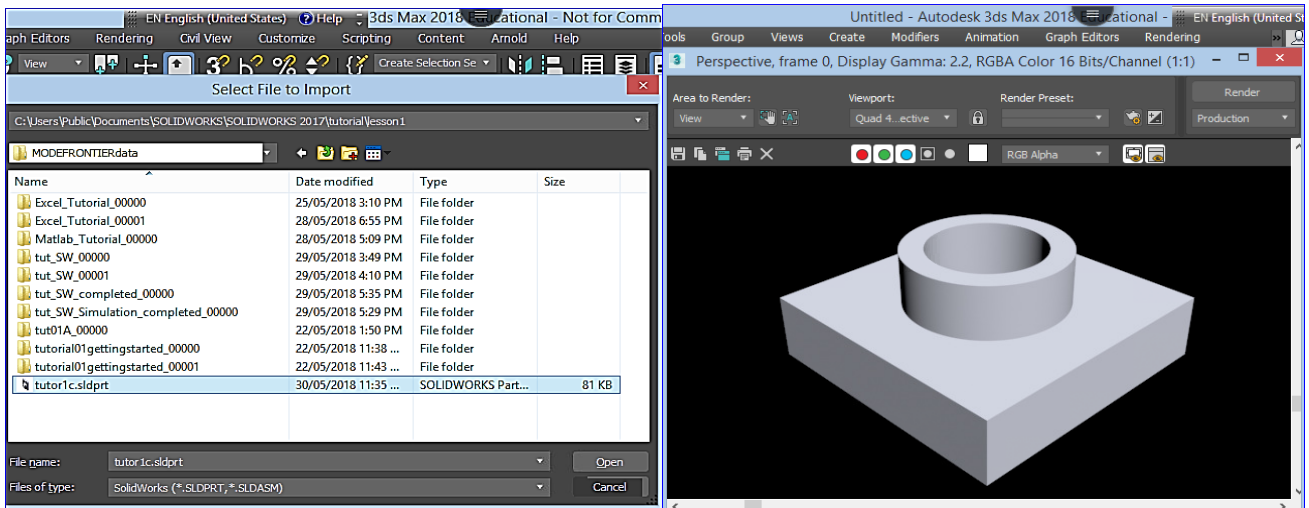 EN English (United States) Help 3ds Max 2018 Educational - Not for Comm
aph Editors Rendering Civil View Customize Scripting Content Arnold Help
View Create Selection Se
Select File to Import
C:\Users\Public\Documents\SOLIDWORKS\SOLIDWORKS 2017\tutorial\lesson1
MODEFRONTIERdata
Name Date modified Type Size
Excel_Tutorial_00000 25/05/2018 3:10 PM File folder
Excel_Tutorial_00001 28/05/2018 6:55 PM File folder
Matlab_Tutorial_00000 28/05/2018 5:09 PM File folder
tut_SW_00000 29/05/2018 3:49 PM File folder
tut_SW_00001 29/05/2018 4:10 PM File folder
tut_SW_completed_00000 29/05/2018 5:35 PM File folder
tut_SW_Simulation_completed_00000 29/05/2018 5:29 PM File folder
tut01A_00000 22/05/2018 1:50 PM File folder
tutorial01gettingstarted_00000 22/05/2018 11:38 ... File folder
tutorial01gettingstarted_00001 22/05/2018 11:43 ... File folder
tutor1c.sldprt 30/05/2018 11:35 ... SOLIDWORKS Part... 81 KB
File name: tutor1c.sldprt Open
Files of type: SolidWorks (*.SLDPRT,*.SLDASM) Cancel
Untitled - Autodesk 3ds Max 2018 Educational - EN English (United St
ools Group Views Create Modifiers Animation Graph Editors Rendering »
3 Perspective, frame 0, Display Gamma: 2.2, RGBA Color 16 Bits/Channel (1:1)
Area to Render: Viewport: Render Preset: Render
View Quad 4...ective Production
RGB Alpha